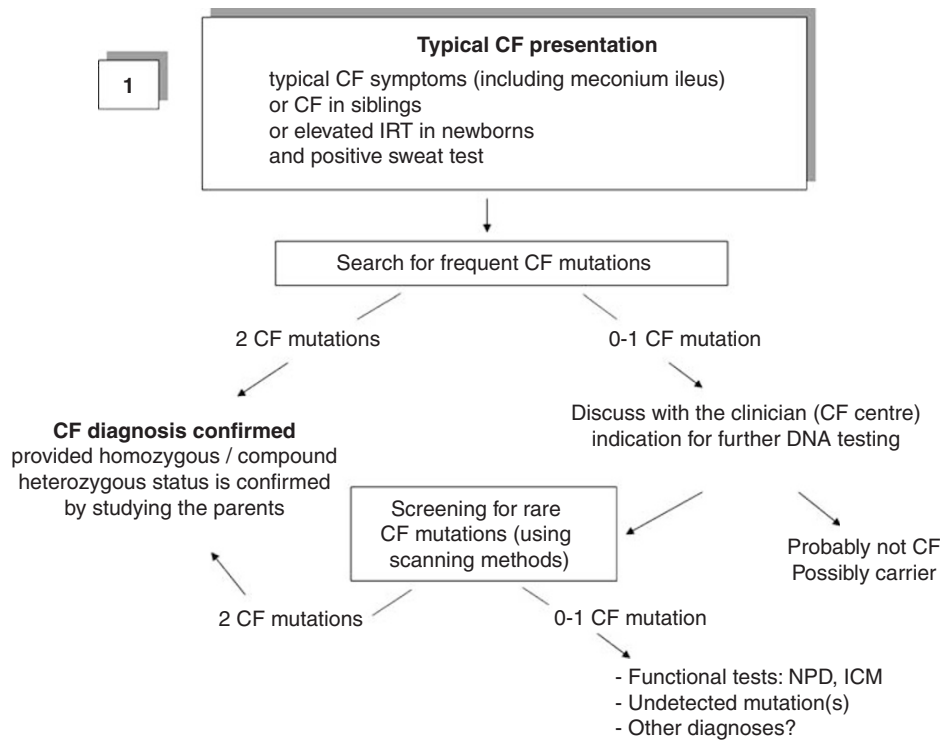 1
Typical CF presentation
typical CF symptoms (including meconium ileus)
or CF in siblings
or elevated IRT in newborns
and positive sweat test
Search for frequent CF mutations
2 CF mutations
0-1 CF mutation
CF diagnosis confirmed
provided homozygous / compound
heterozygous status is confirmed
by studying the parents
Discuss with the clinician (CF centre)
indication for further DNA testing
Screening for rare
CF mutations (using
scanning methods)
Probably not CF
Possibly carrier
2 CF mutations
0-1 CF mutation
- Functional tests: NPD, ICM
- Undetected mutation(s)
- Other diagnoses?